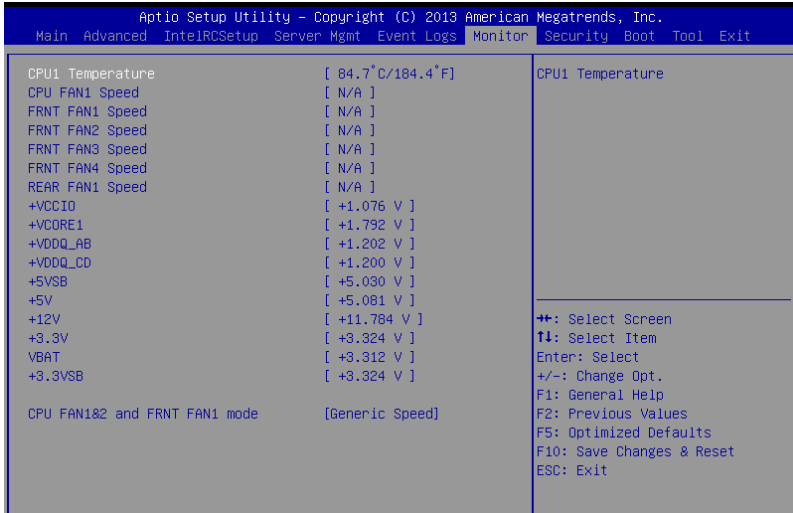 Aptio Setup Utility – Copyright (C) 2013 American Megatrends, Inc.
Main Advanced IntelRCSetup Server Mgmt Event Logs Monitor Security Boot Tool Exit
CPU1 Temperature [ 84.7°C/184.4°F]
CPU FAN1 Speed [ N/A ]
FRNT FAN1 Speed [ N/A ]
FRNT FAN2 Speed [ N/A ]
FRNT FAN3 Speed [ N/A ]
FRNT FAN4 Speed [ N/A ]
REAR FAN1 Speed [ N/A ]
+VCCIO [ +1.076 V ]
+VCORE1 [ +1.792 V ]
+VDDQ_AB [ +1.202 V ]
+VDDQ_CD [ +1.200 V ]
+5VSB [ +5.030 V ]
+5V [ +5.081 V ]
+12V [ +11.784 V ]
+3.3V [ +3.324 V ]
VBAT [ +3.312 V ]
+3.3VSB [ +3.324 V ]
CPU FAN1&2 and FRNT FAN1 mode [Generic Speed]
CPU1 Temperature
→←: Select Screen
↑↓: Select Item
Enter: Select
+/-: Change Opt.
F1: General Help
F2: Previous Values
F5: Optimized Defaults
F10: Save Changes & Reset
ESC: Exit